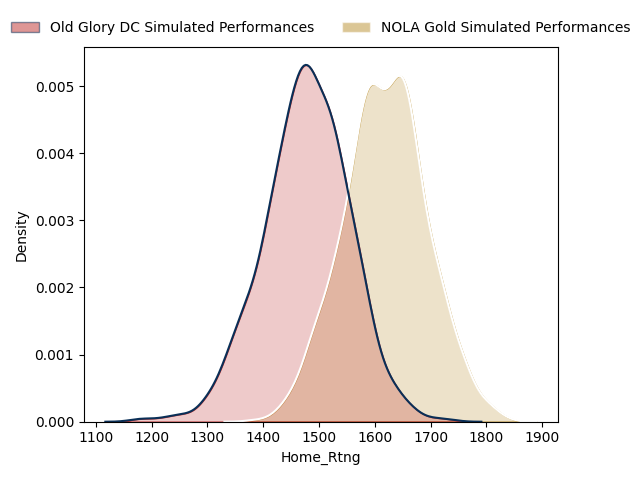 Old Glory DC Simulated Performances NOLA Gold Simulated Performances
0.005
0.004
0.003
0.002
0.001
0.000
Density
1100 1200 1300 1400 1500 1600 1700 1800 1900
Home_Rtng